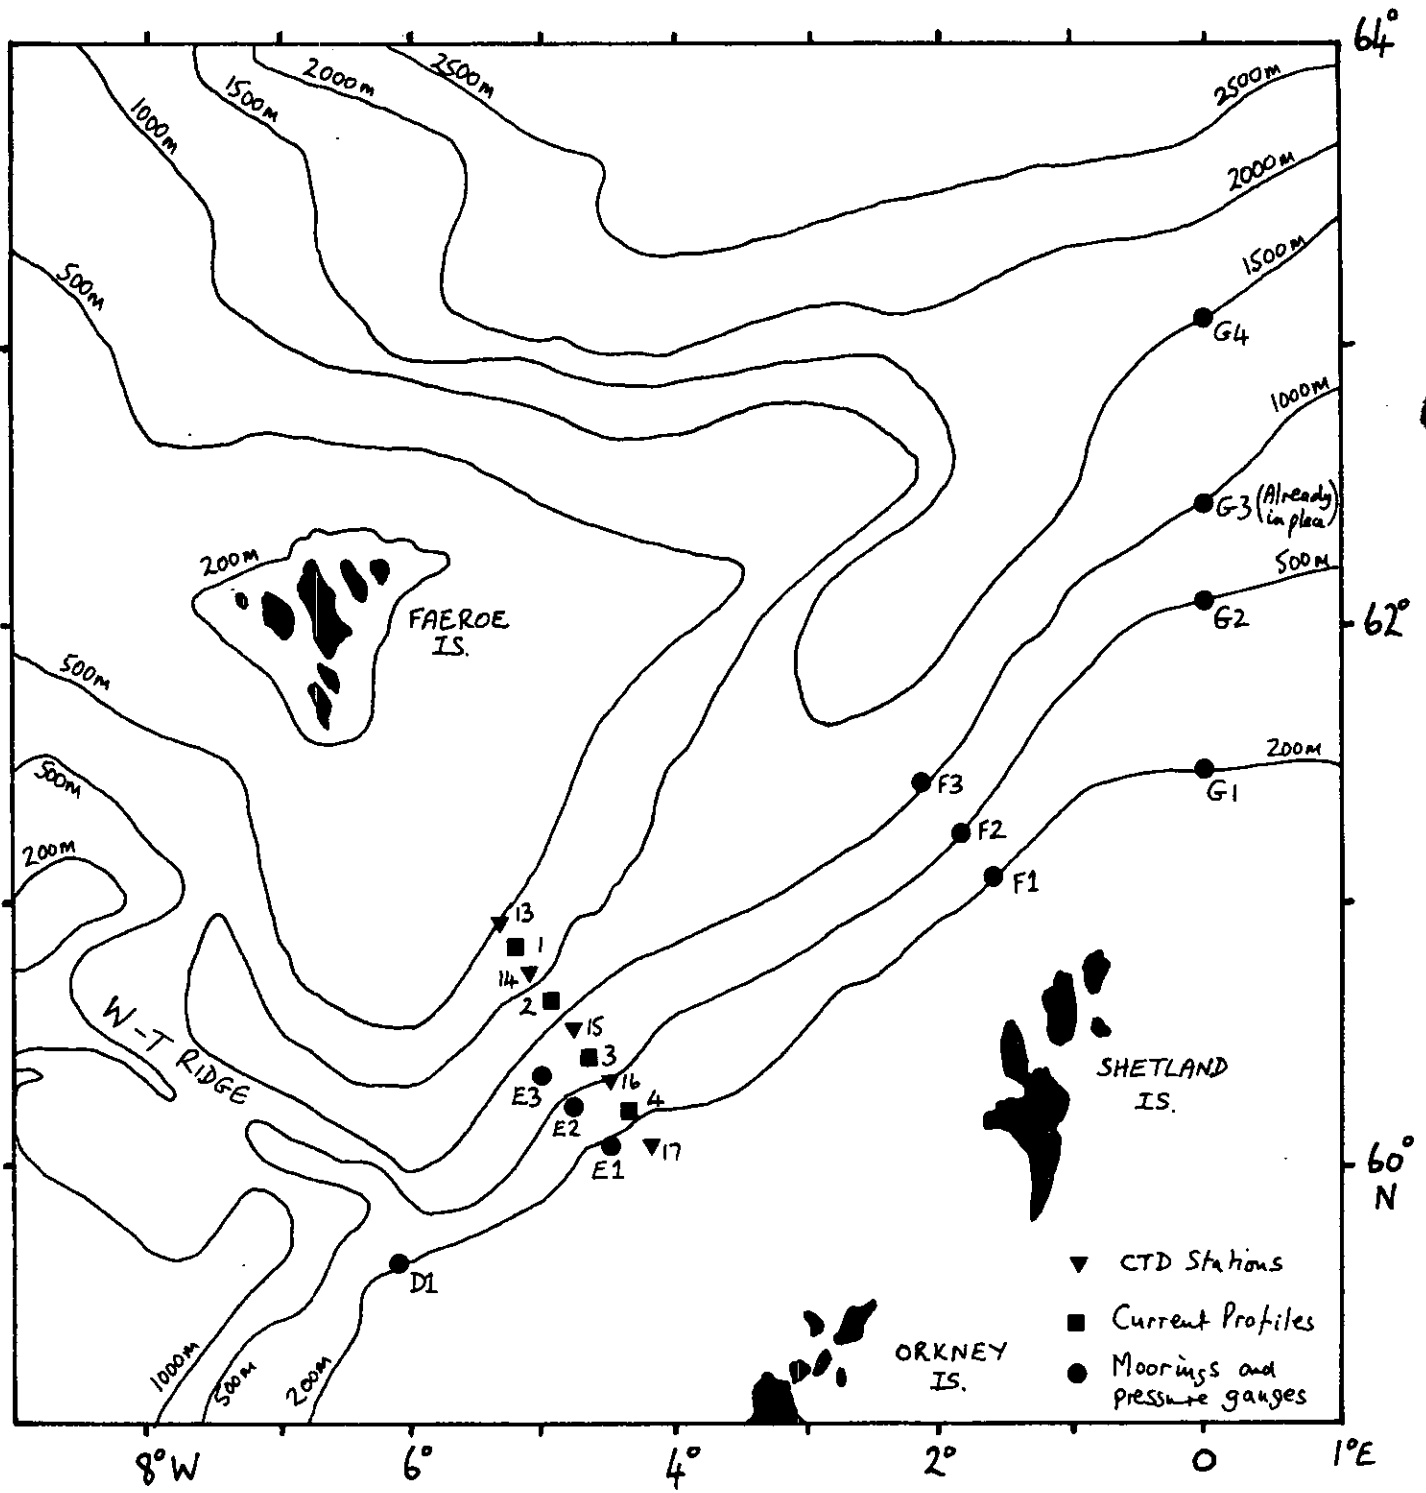 64°
2500m
2000m
1500m
1000m
2500m
2000m
1500m
500m
G4
1000m
G3 (Already
in place)
500m
200m
FAEROE
IS.
G2
62°
500m
200m
G1
500m
F3
F2
200m
F1
13
1
14
2
15
3
W-T RIDGE
16
E3
4
E2
SHETLAND
IS.
17
E1
60°
N
D1
CTD Stations
Current Profiles
ORKNEY
IS.
Moorings and
pressure gauges
1000m
500m
200m
8°W
6°
4°
2°
0
1°E